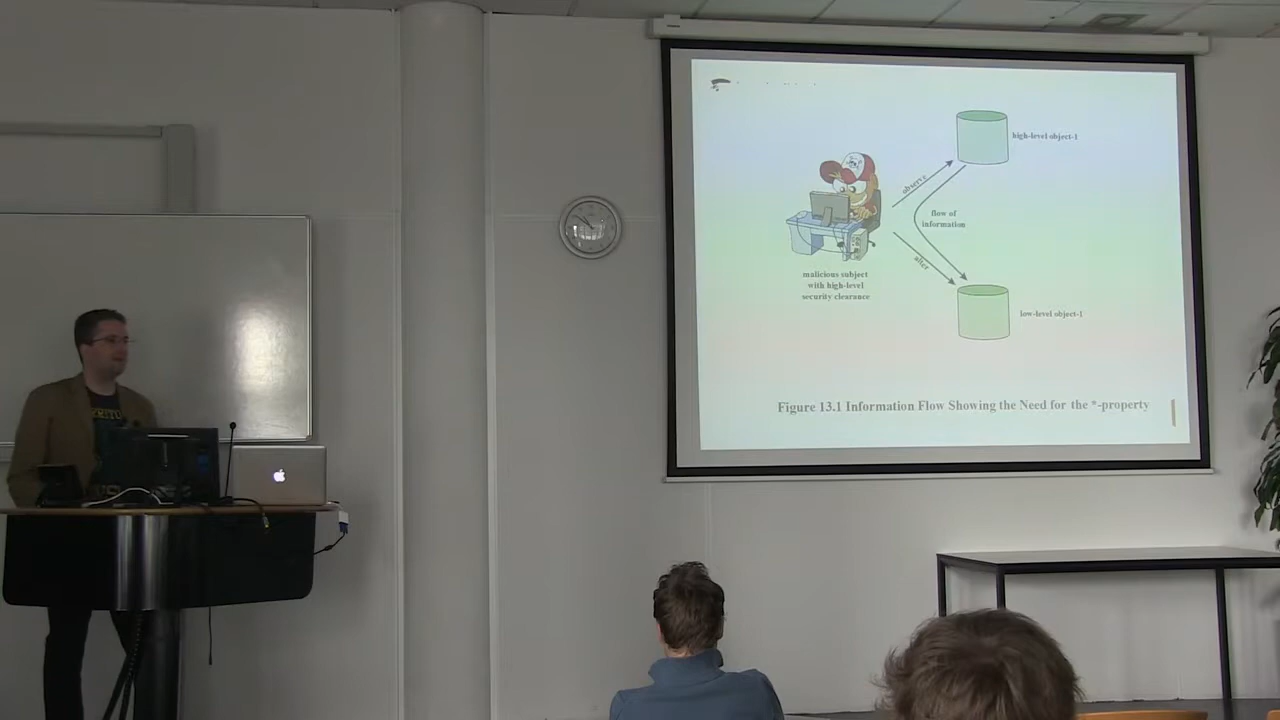 high-level object-1
observe
flow of
information
alter
malicious subject
with high-level
security clearance
low-level object-1
Figure 13.1 Information Flow Showing the Need for the *-property